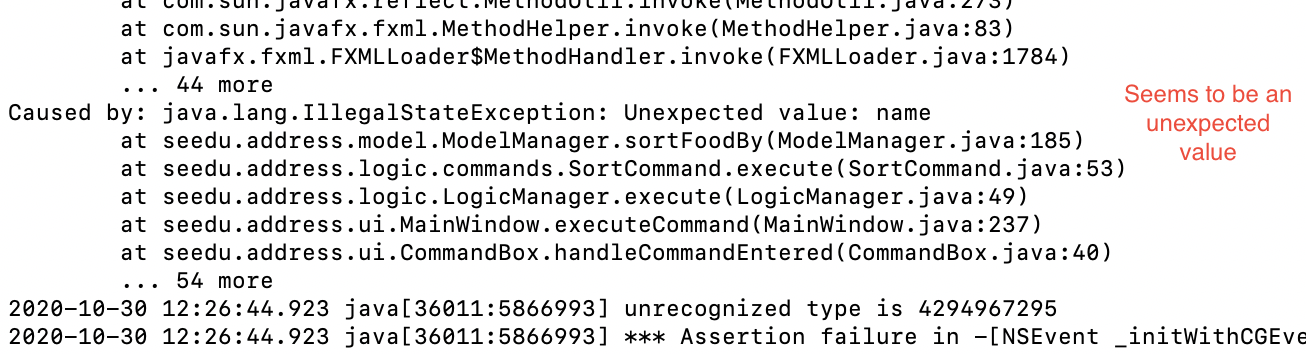 at com.sun.javafx.reflect.MethodUtil.invoke(MethodUtil.java:273)
at com.sun.javafx.fxml.MethodHelper.invoke(MethodHelper.java:83)
at javafx.fxml.FXMLLoader$MethodHandler.invoke(FXMLLoader.java:1784)
... 44 more
Caused by: java.lang.IllegalStateException: Unexpected value: name
at seedu.address.model.ModelManager.sortFoodBy(ModelManager.java:185)
at seedu.address.logic.commands.SortCommand.execute(SortCommand.java:53)
at seedu.address.logic.LogicManager.execute(LogicManager.java:49)
at seedu.address.ui.MainWindow.executeCommand(MainWindow.java:237)
at seedu.address.ui.CommandBox.handleCommandEntered(CommandBox.java:40)
... 54 more
2020-10-30 12:26:44.923 java[36011:5866993] unrecognized type is 4294967295
2020-10-30 12:26:44.923 java[36011:5866993] *** Assertion failure in -[NSEvent _initWithCGEve
Seems to be an
unexpected
value